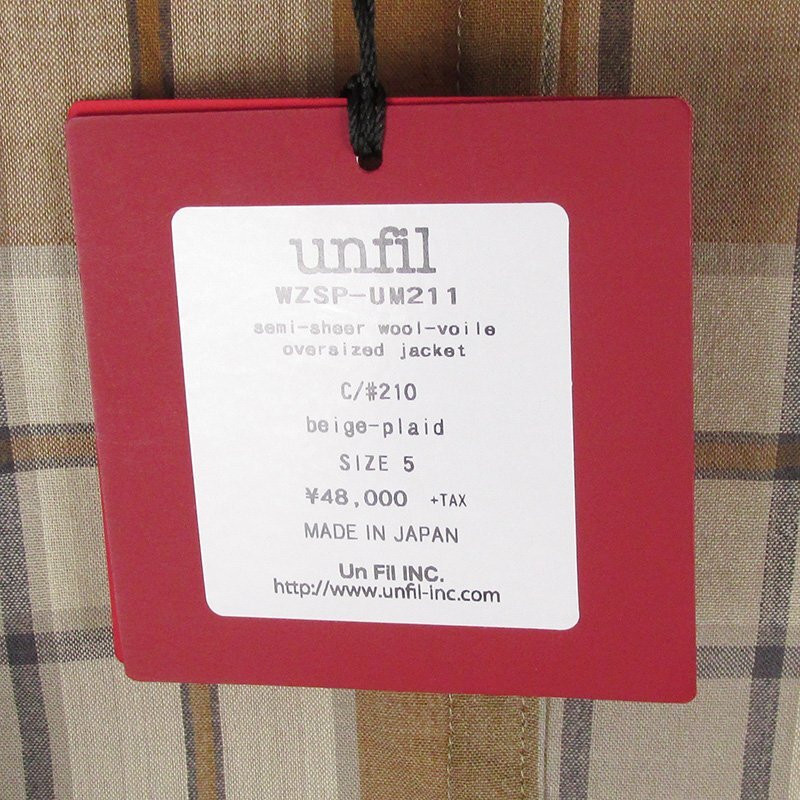 unfil
WZSP-UM211
semi-sheer wool-voile
oversized jacket
C/#210
beige-plaid
SIZE 5
¥48,000 +TAX
MADE IN JAPAN
Un Fil INC.
http://www.unfil-inc.com